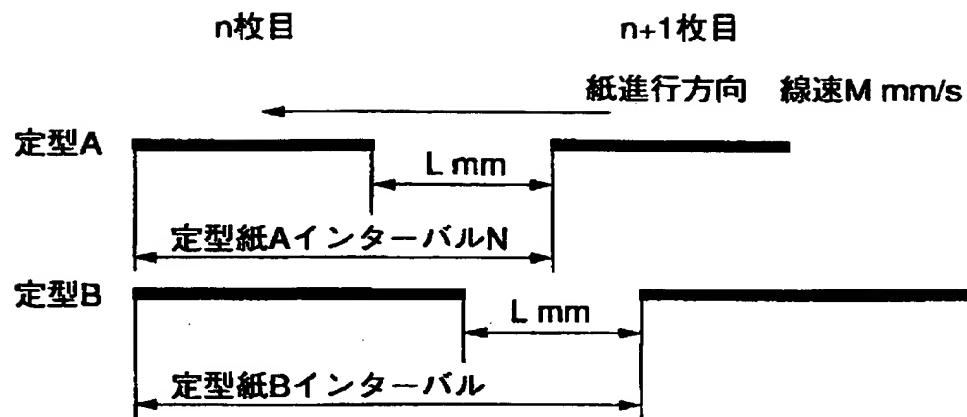 n枚目 n+1枚目
紙進行方向 線速M mm/s
定型A
L mm
定型紙AインターバルN
定型B
L mm
定型紙Bインターバル